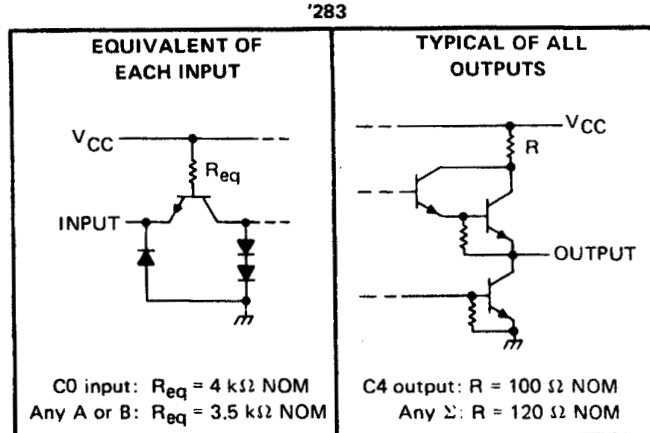 '283
EQUIVALENT OF
EACH INPUT
VCC
Req
INPUT
C0 input: Req = 4 kΩ NOM
Any A or B: Req = 3.5 kΩ NOM
TYPICAL OF ALL
OUTPUTS
VCC
R
OUTPUT
C4 output: R = 100 Ω NOM
Any Σ: R = 120 Ω NOM